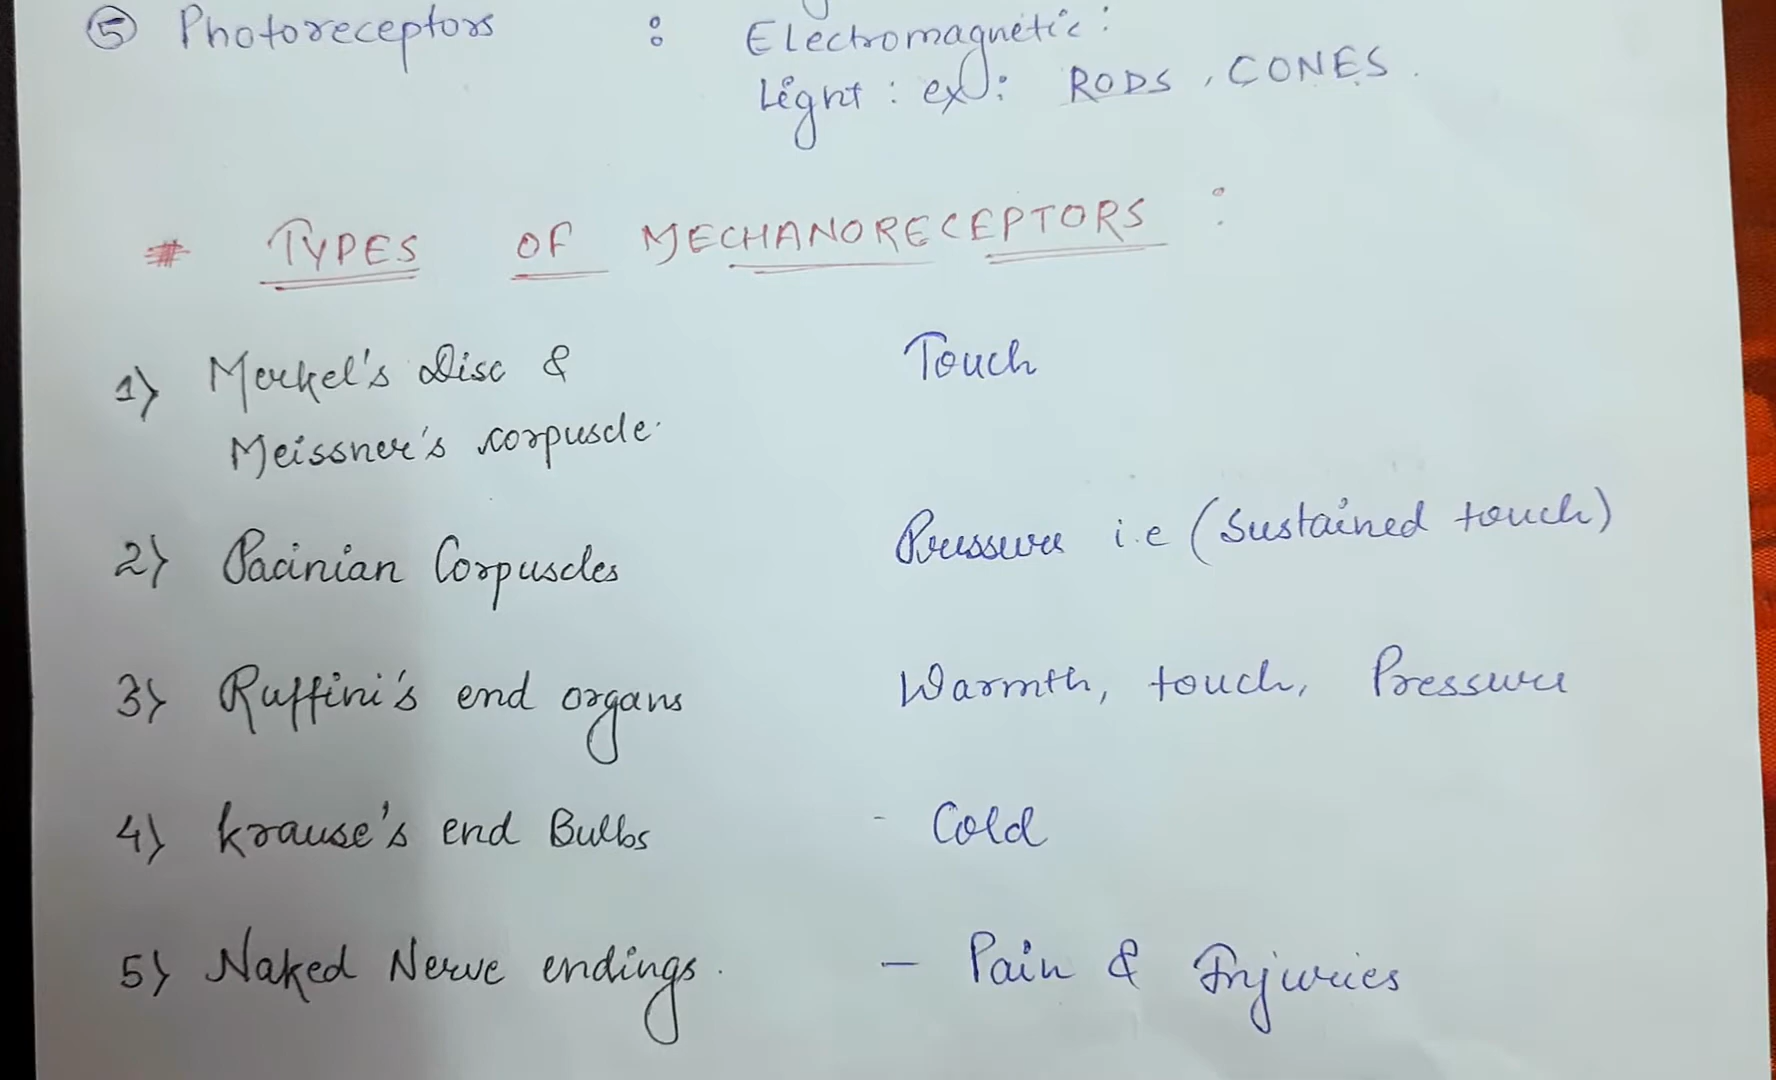 ⑤ Photoreceptors : Electromagnetic:
Light : ex: RODS, CONES.
# TYPES OF MECHANORECEPTORS :
1) Merkel's Disc & Touch
Meissner's corpuscle.
2) Pacinian Corpuscles Pressure i.e (Sustained touch)
3) Ruffini's end organs Warmth, touch, Pressure
4) Krause's end Bulbs - Cold
5) Naked Nerve endings. - Pain & Injuries